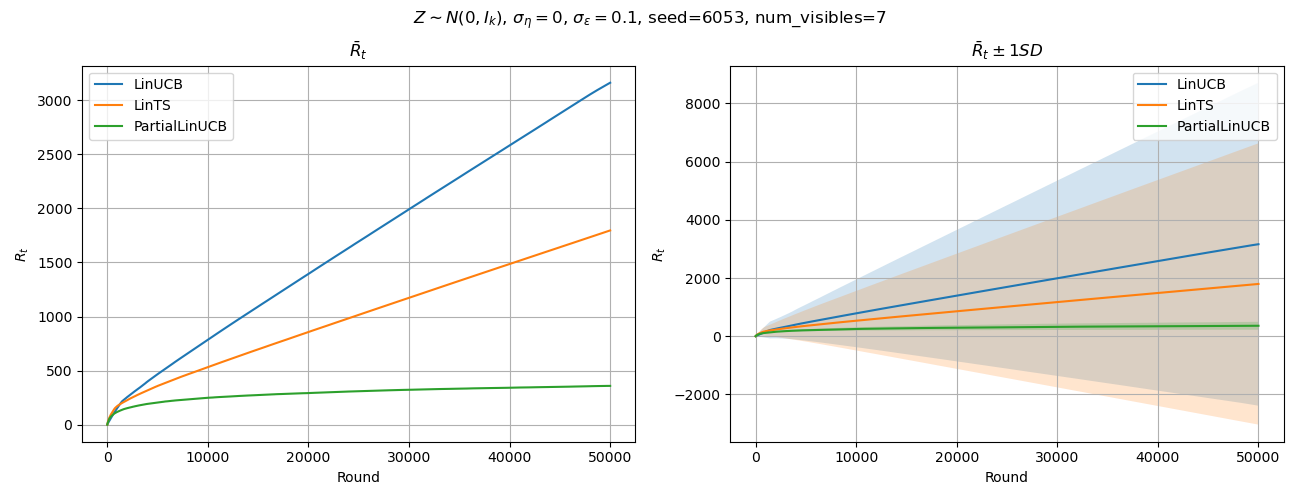 Z ∼ N(0, I_k), σ_η = 0, σ_ε = 0.1, seed=6053, num_visibles=7
R̄_t
R_t
3000
2500
2000
1500
1000
500
0
LinUCB
LinTS
PartialLinUCB
0
10000
20000
30000
40000
50000
Round
R̄_t ± 1SD
R_t
8000
6000
4000
2000
0
−2000
LinUCB
LinTS
PartialLinUCB
0
10000
20000
30000
40000
50000
Round